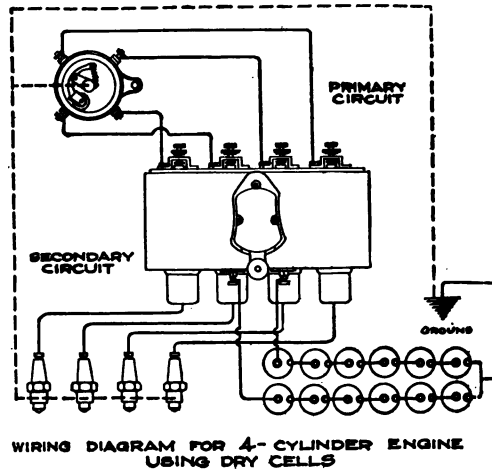 PRIMARY
CIRCUIT
SECONDARY
CIRCUIT
GROUND
WIRING DIAGRAM FOR 4-CYLINDER ENGINE
USING DRY CELLS